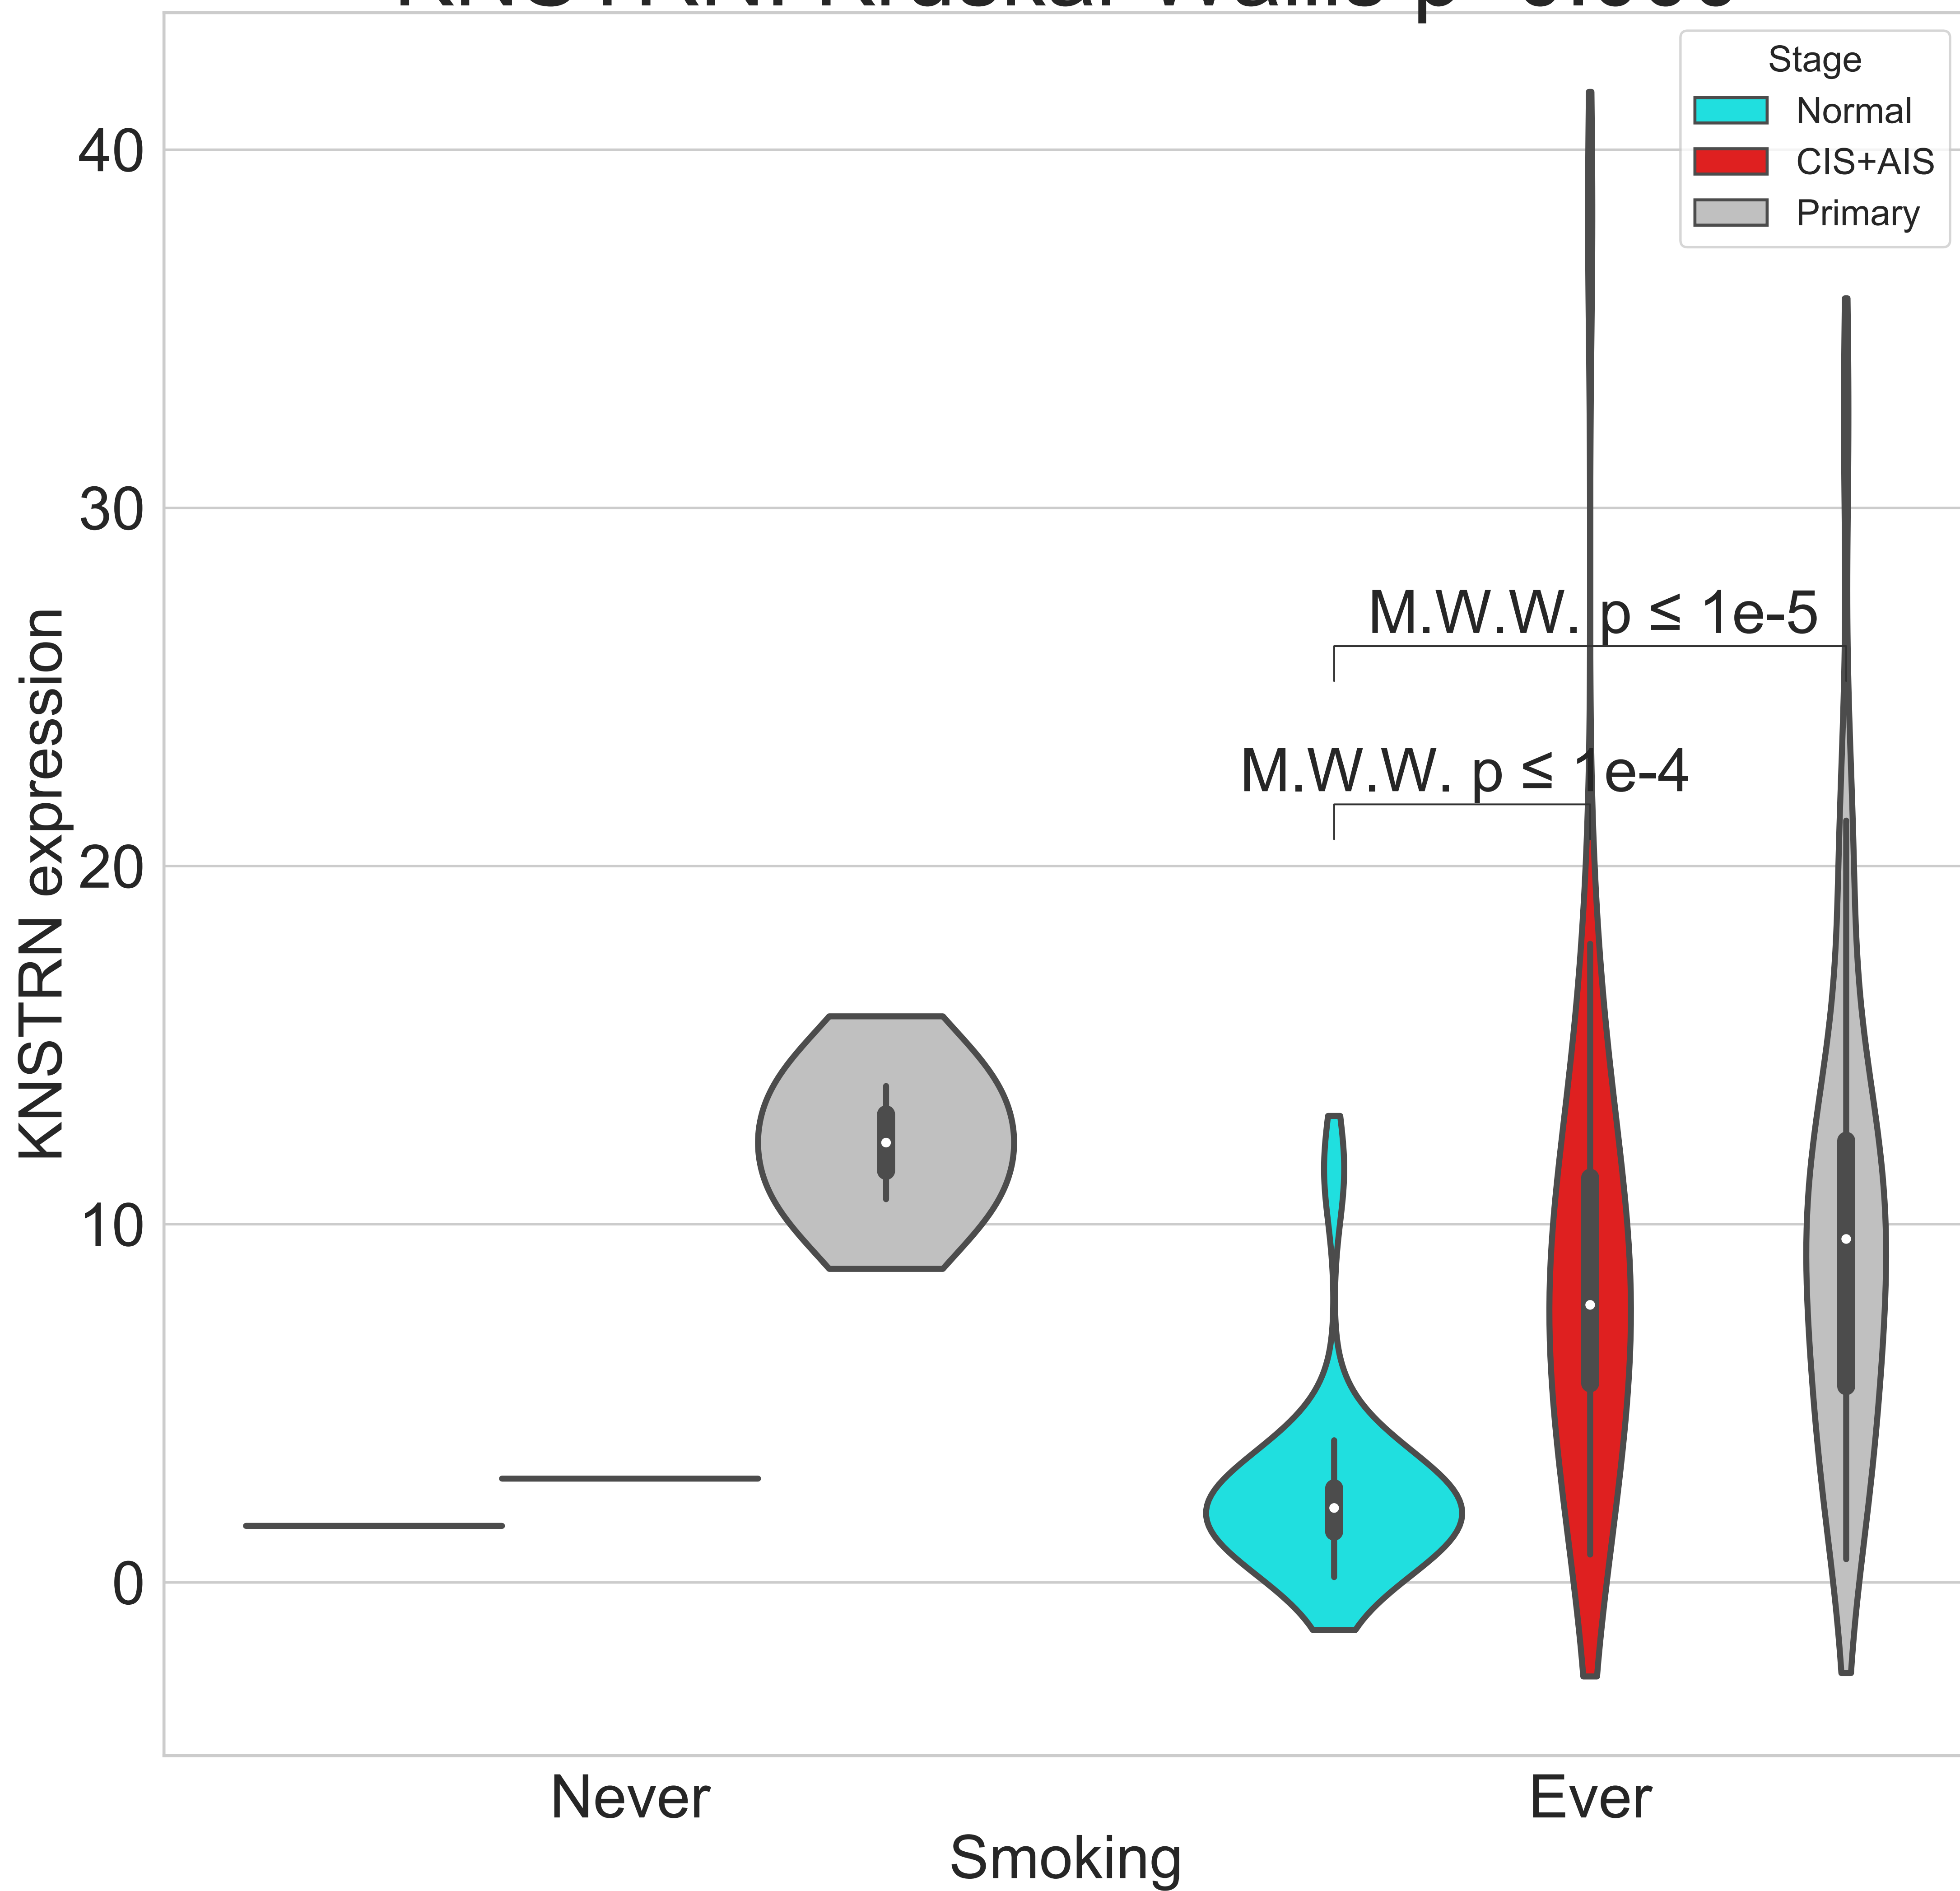 Stage
Normal
CIS+AIS
Primary
40
30
20
10
0
KNSTRN expression
M.W.W. p ≤ 1e-5
M.W.W. p ≤ 1e-4
Never
Ever
Smoking